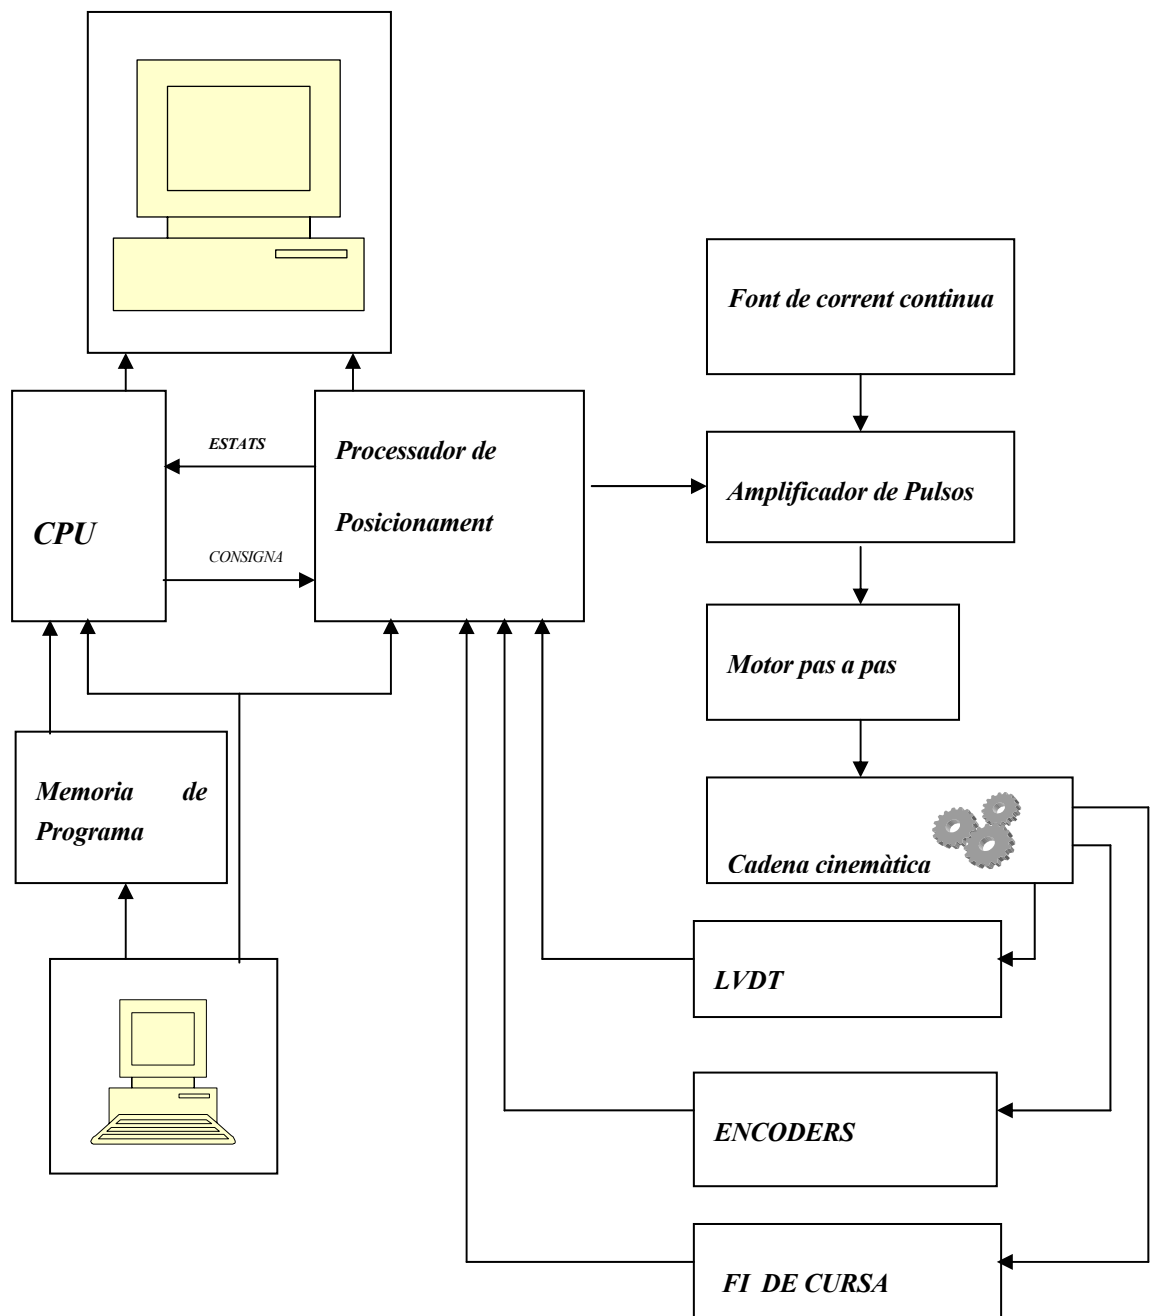 Font de corrent continua
ESTATS
Processador de
Posicionament
Amplificador de Pulsos
CPU
CONSIGNA
Motor pas a pas
Memoria de
Programa
Cadena cinemàtica
LVDT
ENCODERS
FI DE CURSA